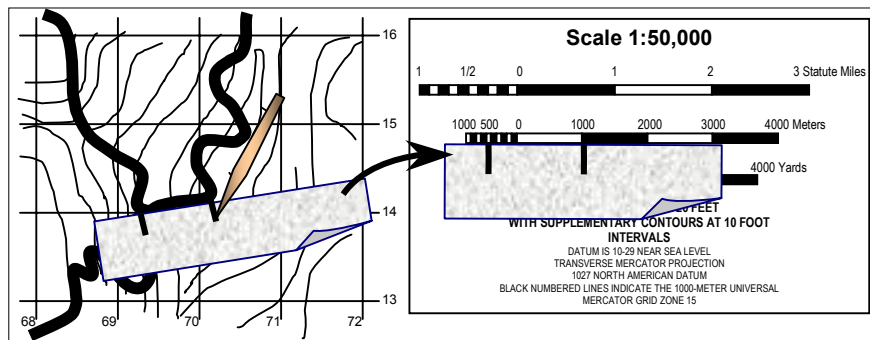 16
15
14
13
68 69 70 71 72
Scale 1:50,000
1 1/2 0 1 2 3 Statute Miles
1000 500 0 1000 2000 3000 4000 Meters
4000 Yards
FEET
WITH SUPPLEMENTARY CONTOURS AT 10 FOOT
INTERVALS
DATUM IS 10-29 NEAR SEA LEVEL
TRANSVERSE MERCATOR PROJECTION
1027 NORTH AMERICAN DATUM
BLACK NUMBERED LINES INDICATE THE 1000-METER UNIVERSAL
MERCATOR GRID ZONE 15